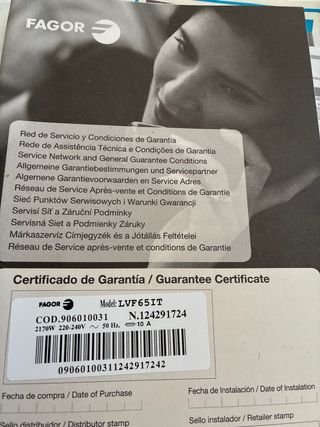 FAGOR
Red de Servicio y Condiciones de Garantía
Rede de Assistência Técnica e Condições de Garantia
Service Network and General Guarantee Conditions
Allgemeine Garantiebestimmungen und Servicepartner
Algemene Garantievoorwaarden en Service Adres
Réseau de Service Après-vente et Conditions de Garantie
Sieć Punktów Serwisowych i Warunki Gwarancji
Servisí Síť a Záruční Podmínky
Servisná Siet a Podmienky Záruky
Márkaszerviz Címjegyzék és a Jótállás Feltételei
Réseau de Service Après-vente et conditions de Garantie
Certificado de Garantía / Guarantee Certificate
FAGOR Model: LVF65IT
COD.906010031 N.124291724
2170W 220-240V ~ 50 Hz. 10 A
09060100311242917242
Fecha de compra / Date of Purchase
Fecha de Instalación / Date of Instalation
Sello distribuidor / Distributor stamp
Sello instalador / Retailer stamp